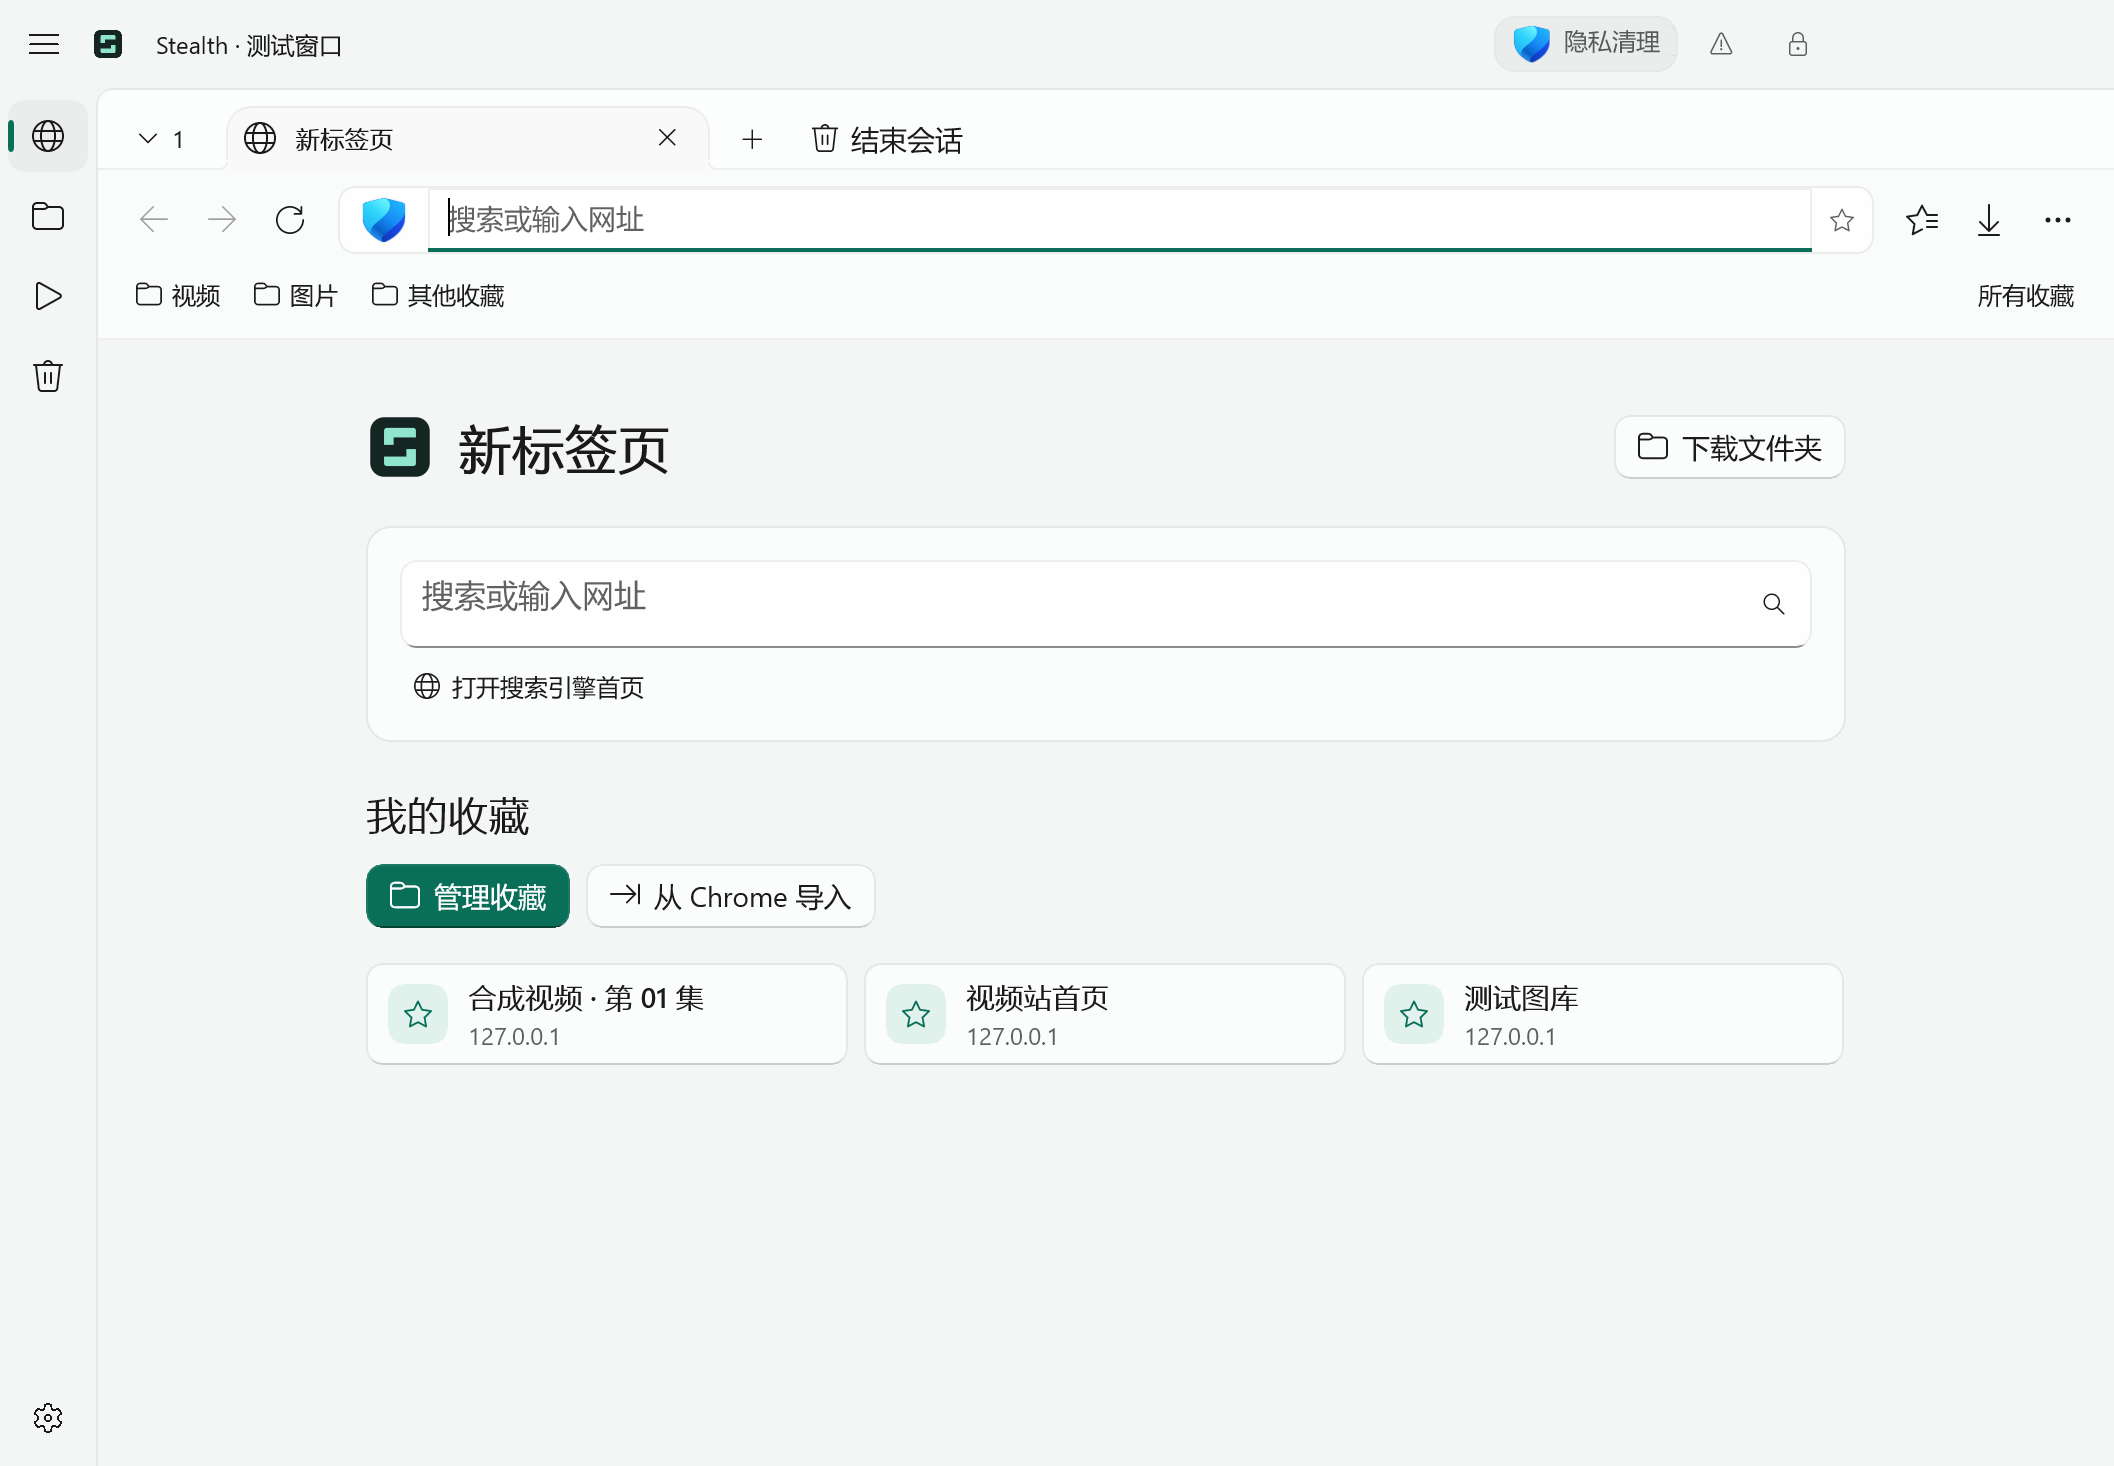 Stealth · 测试窗口
隐私清理
1
新标签页
结束会话
搜索或输入网址
视频
图片
其他收藏
所有收藏
新标签页
下载文件夹
搜索或输入网址
打开搜索引擎首页
我的收藏
管理收藏
从 Chrome 导入
合成视频 · 第 01 集
127.0.0.1
视频站首页
127.0.0.1
测试图库
127.0.0.1